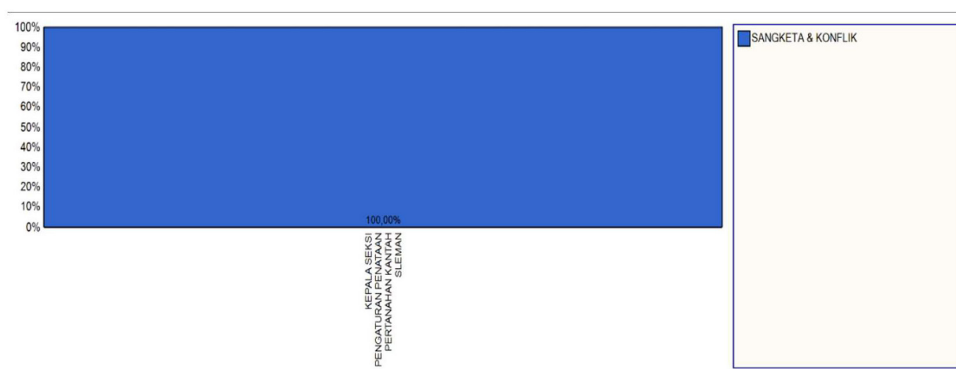 100%
90%
80%
70%
60%
50%
40%
30%
20%
10%
0%
100,00%
KEPALA SEKSI
PENGATURAN PENATAAN
PERTANAHAN KANTAH
SLEMAN
SANGKETA & KONFLIK